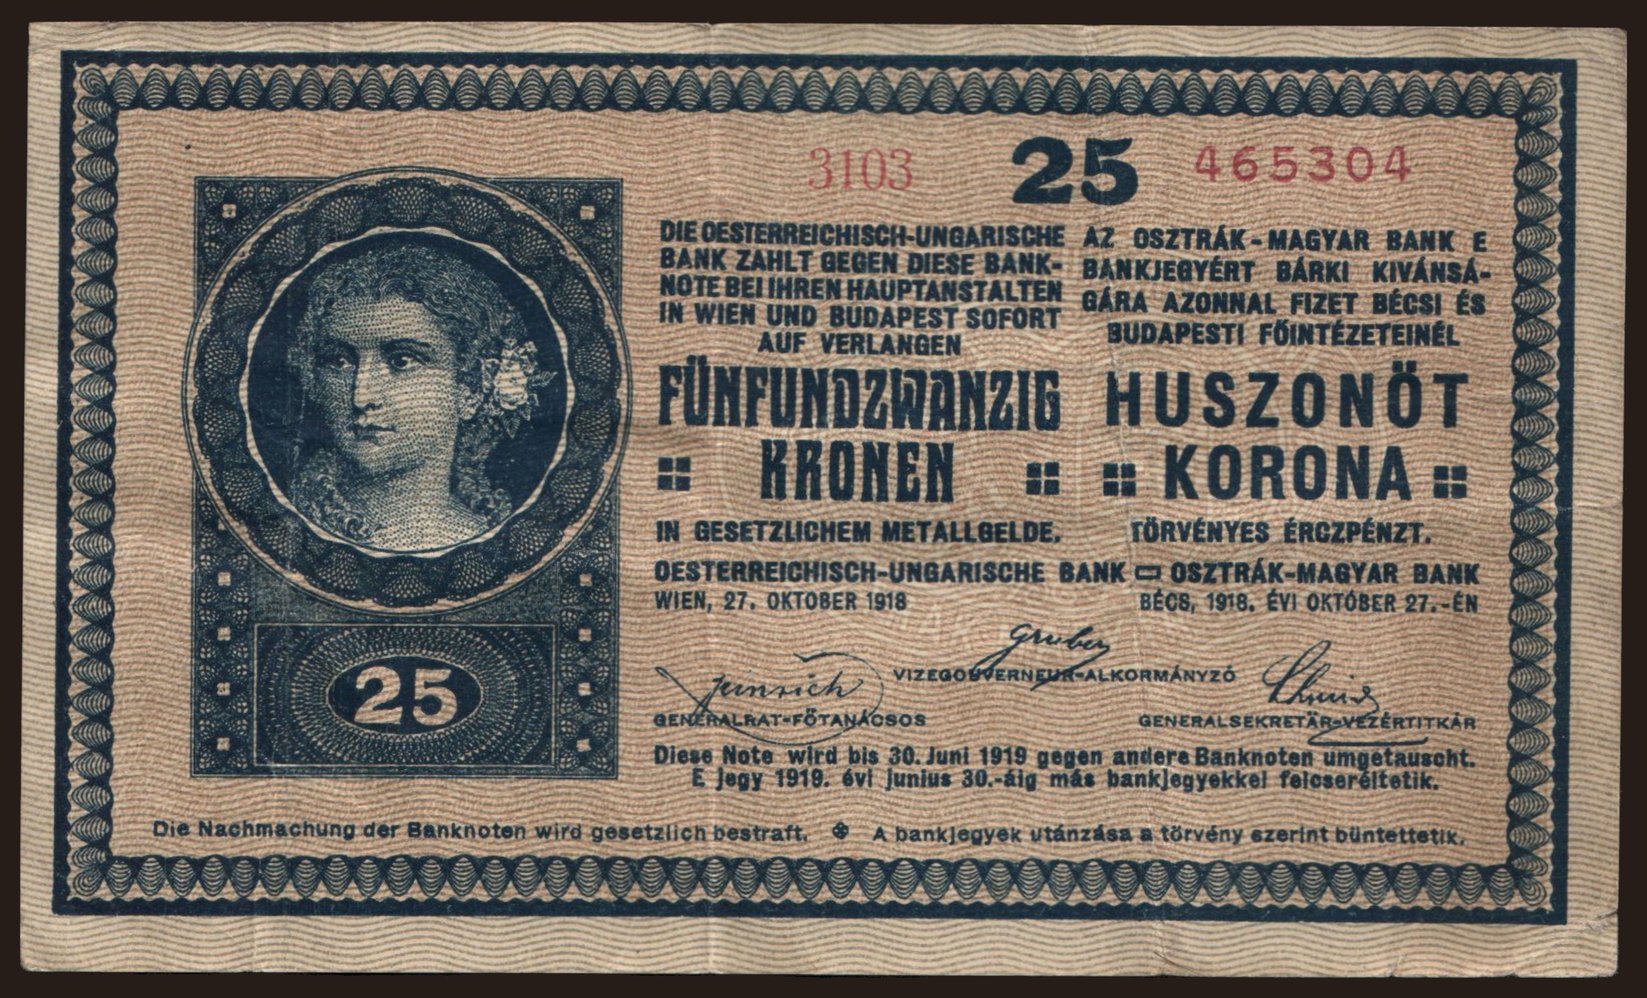 3103 25 465304
DIE OESTERREICHISCH-UNGARISCHE
BANK ZAHLT GEGEN DIESE BANK-
NOTE BEI IHREN HAUPTANSTALTEN
IN WIEN UND BUDAPEST SOFORT
AUF VERLANGEN
FÜNFUNDZWANZIG
KRONEN
IN GESETZLICHEM METALLGELDE.
AZ OSZTRÁK-MAGYAR BANK E
BANKJEGYÉRT BÁRKI KIVÁNSÁ-
GÁRA AZONNAL FIZET BÉCSI ÉS
BUDAPESTI FŐINTÉZETEINÉL
HUSZONÖT
KORONA
TÖRVÉNYES ÉRCZPÉNZT.
OESTERREICHISCH-UNGARISCHE BANK OSZTRÁK-MAGYAR BANK
WIEN, 27. OKTOBER 1918
BÉCS, 1918. ÉVI OKTÓBER 27.-ÉN
Gruber
VIZEGOUVERNEUR-ALKORMÁNYZÓ
GENERALRAT-FŐTANÁCSOS
GENERALSEKRETÄR-VEZÉRTITKÁR
25
Diese Note wird bis 30. Juni 1919 gegen andere Banknoten umgetauscht.
E jegy 1919. évi junius 30.-áig más bankjegyekkel felcseréltetik.
Die Nachmachung der Banknoten wird gesetzlich bestraft. A bankjegyek utánzása a törvény szerint büntettetik.